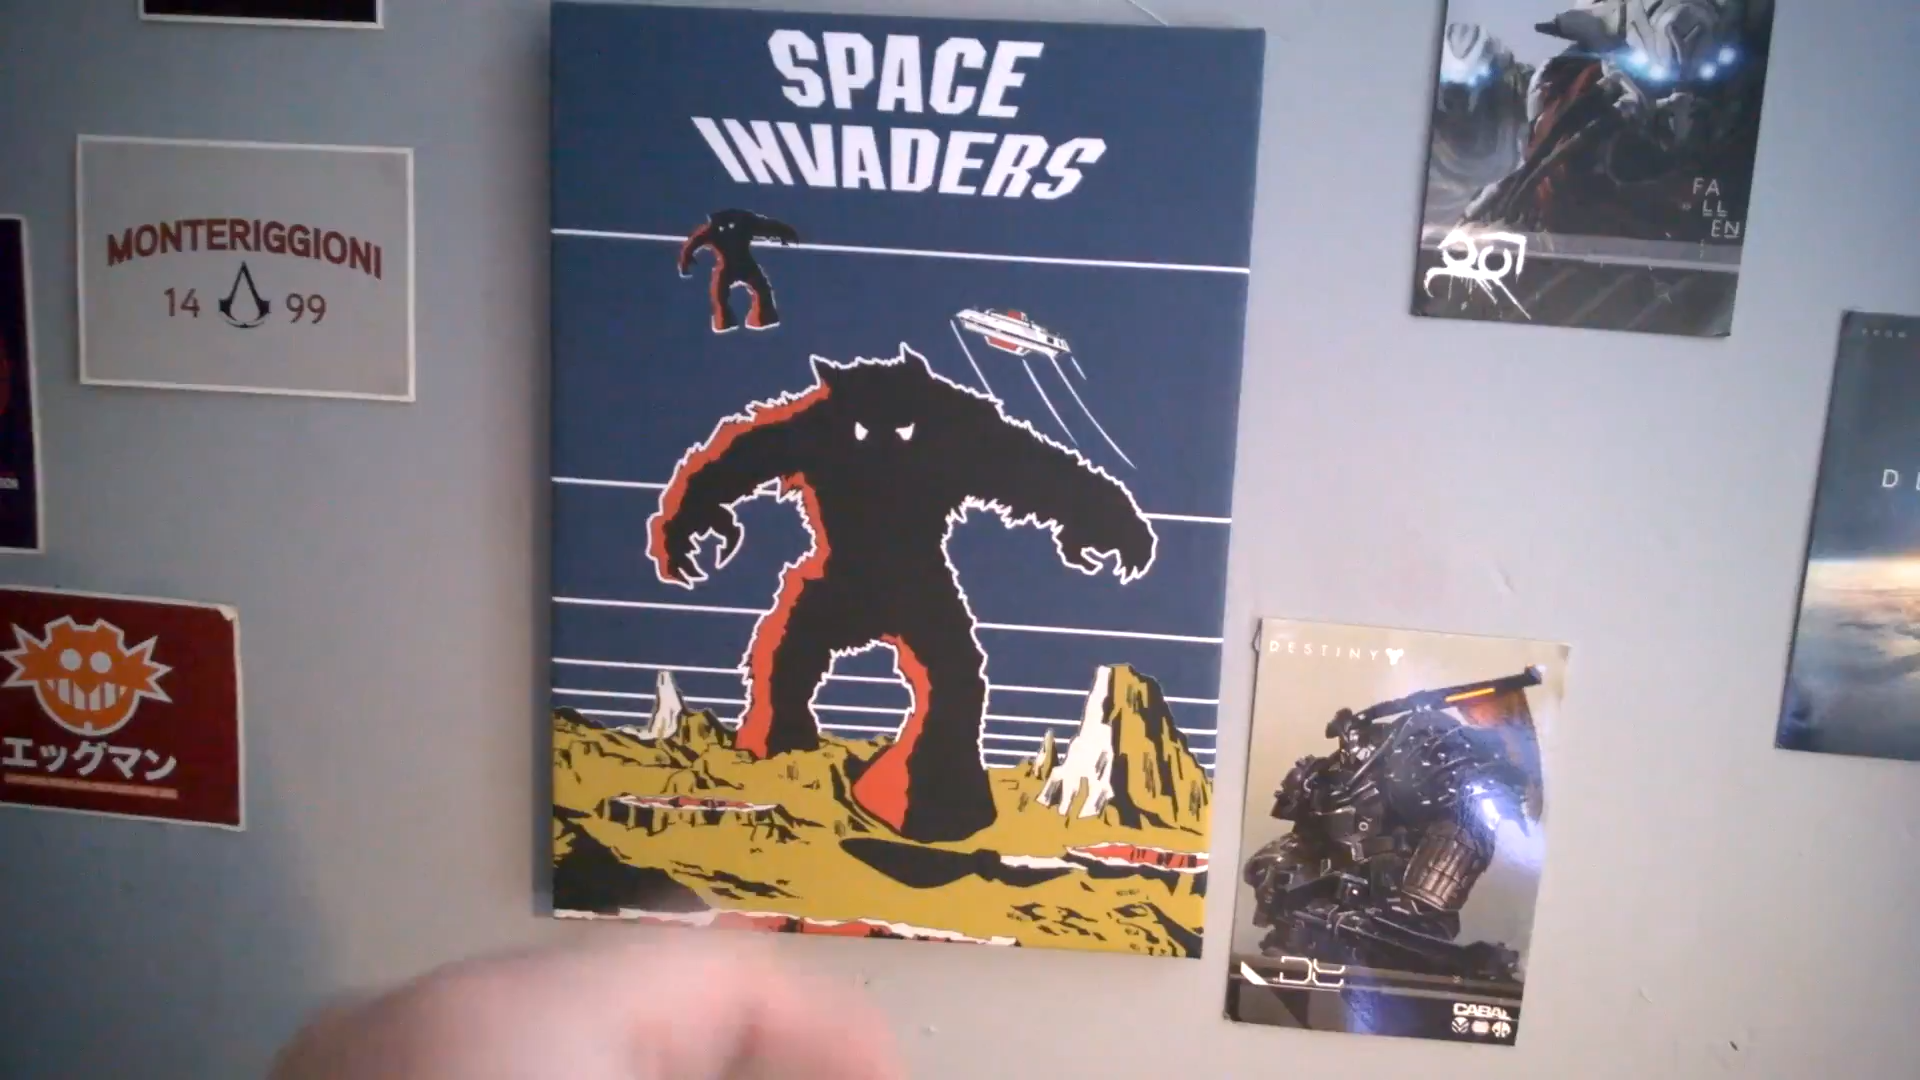 SPACE
INVADERS
MONTERIGGIONI
14 99
エッグマン
FA
LL
EN
DESTINY
CABAL